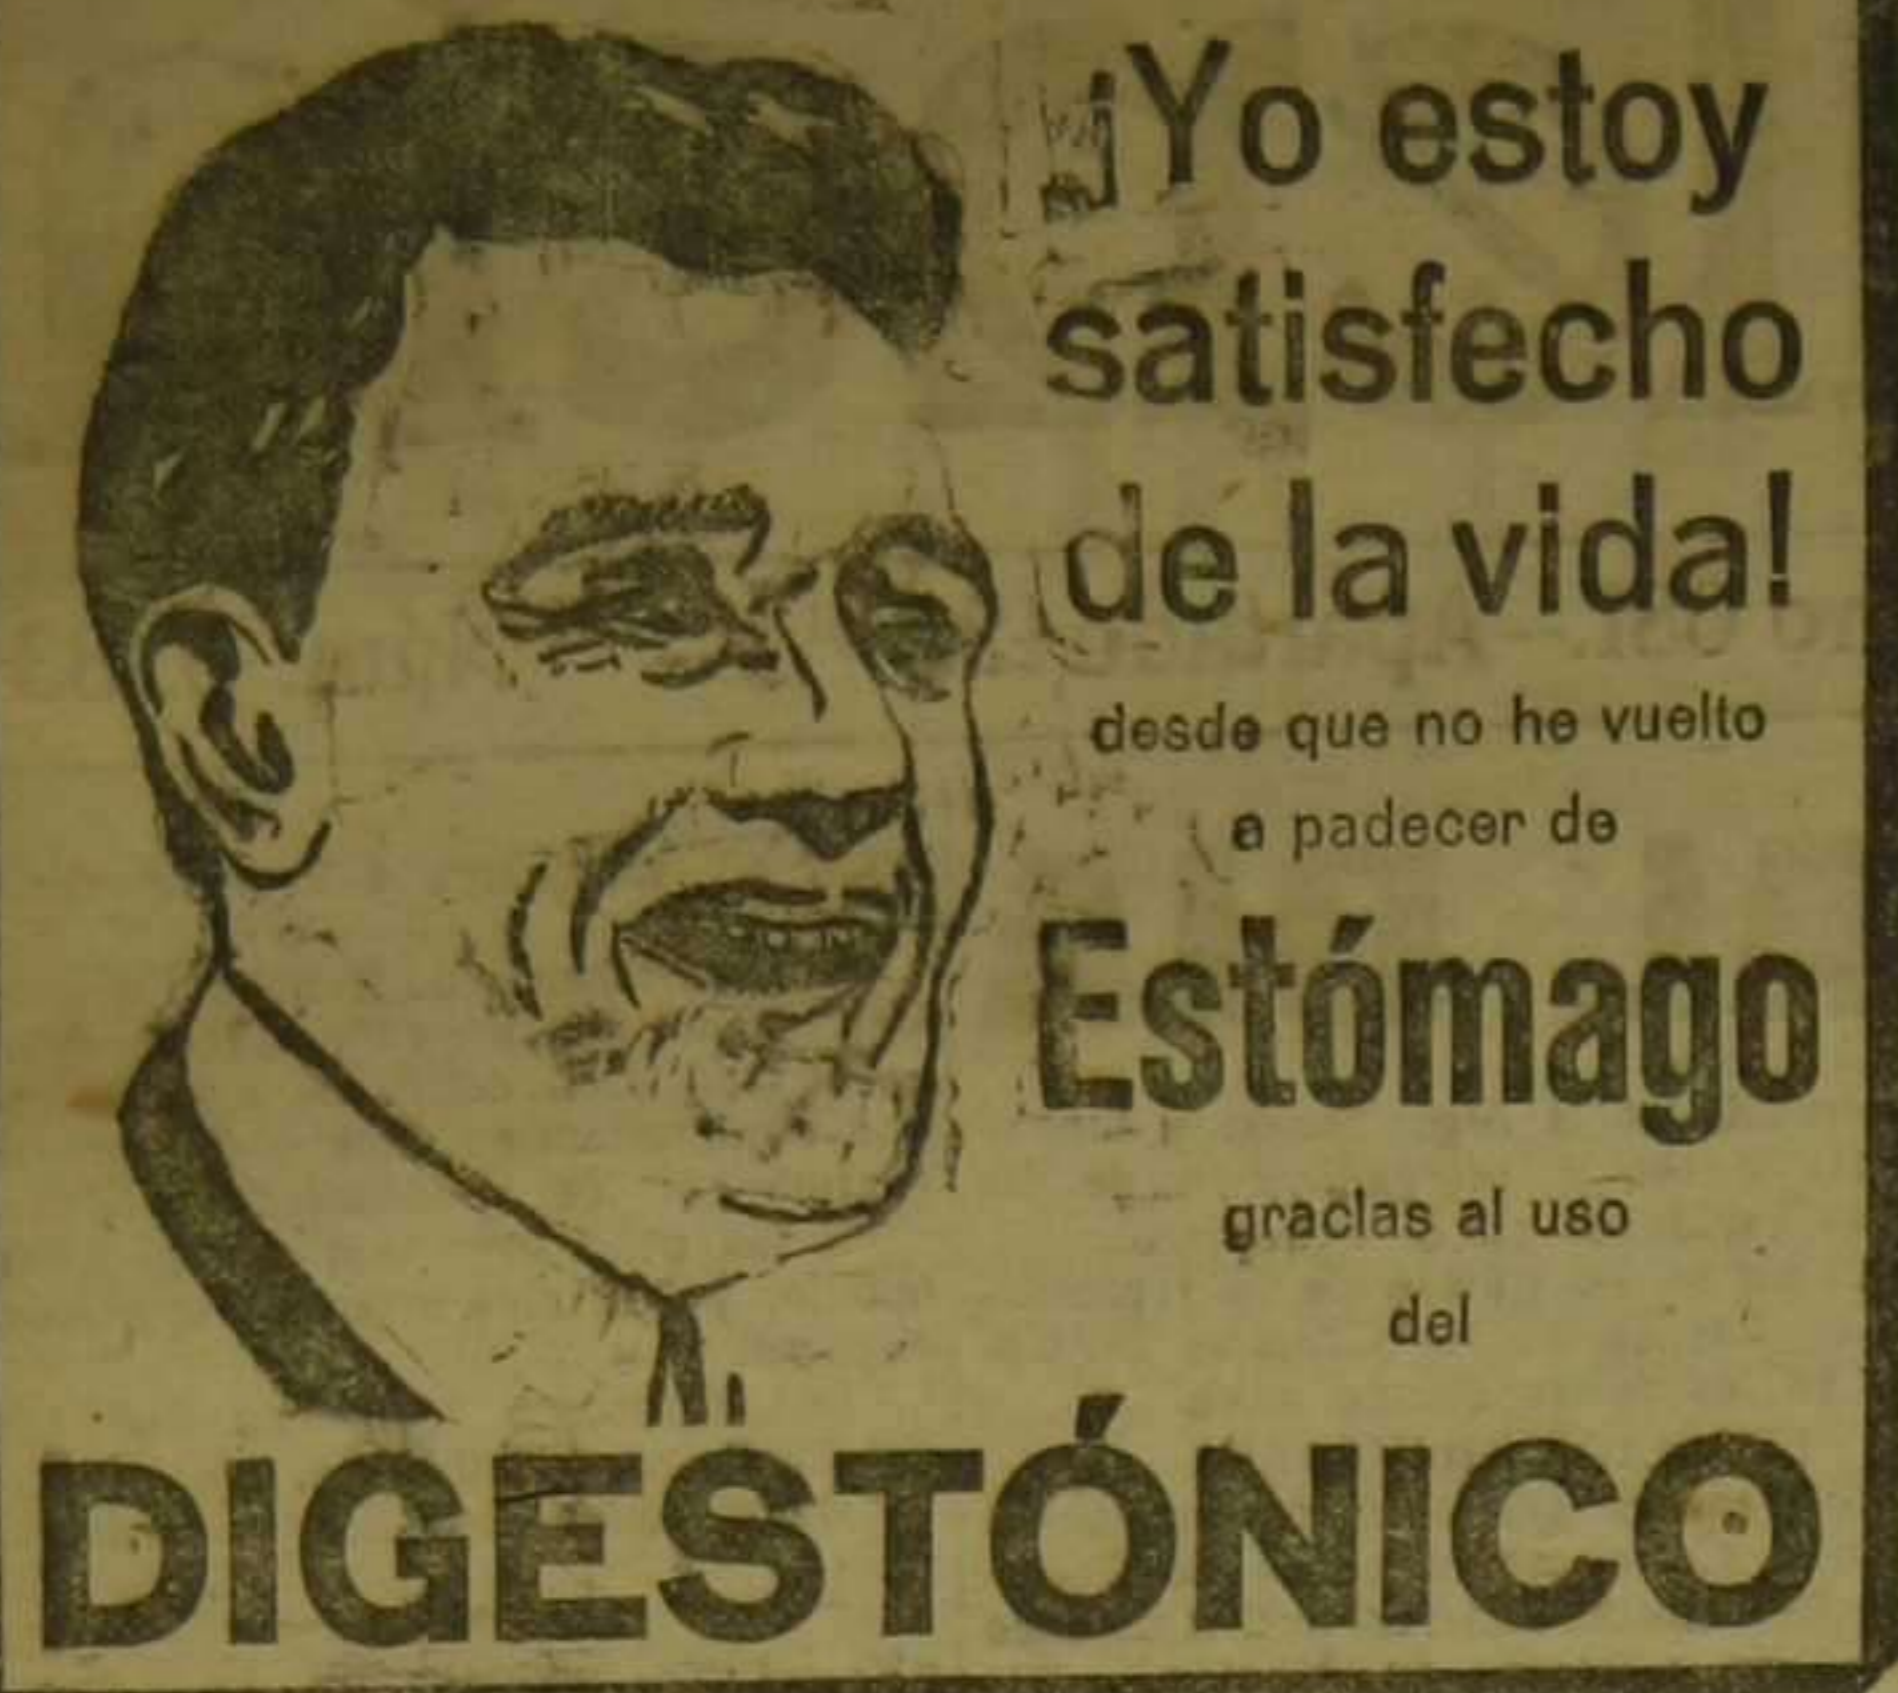 ¡Yo estoy
satisfecho
de la vida!
desde que no he vuelto
a padecer de
Estómago
gracias al uso
del
DIGESTÓNICO